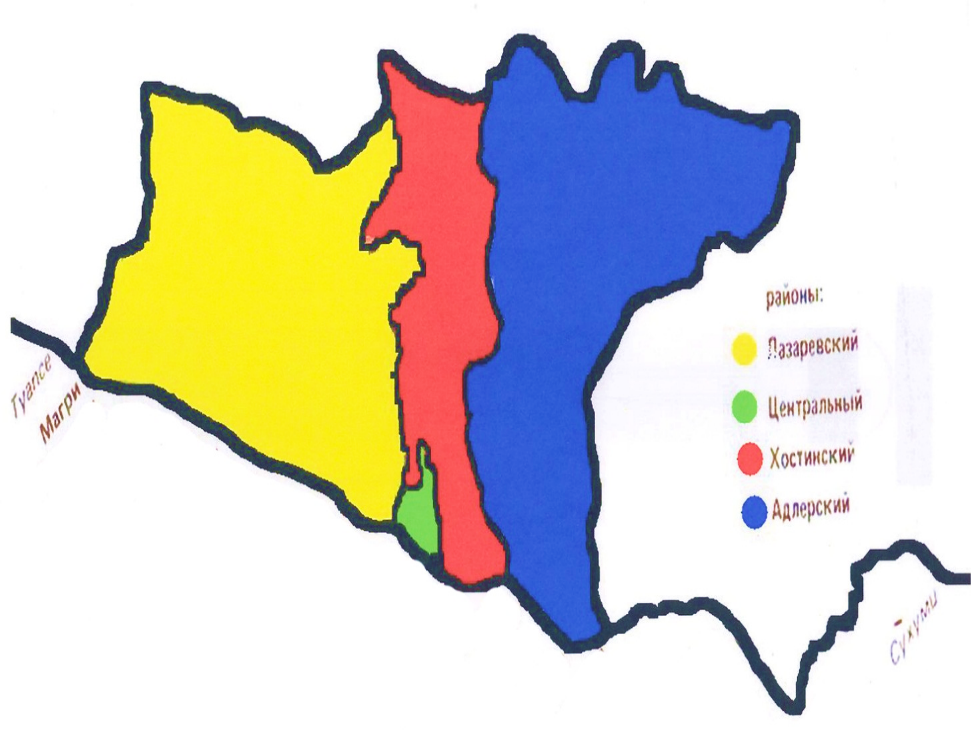 районы:
Лазаревский
Центральный
Хостинский
Адлерский
Туапсе
Магри
Сухуми